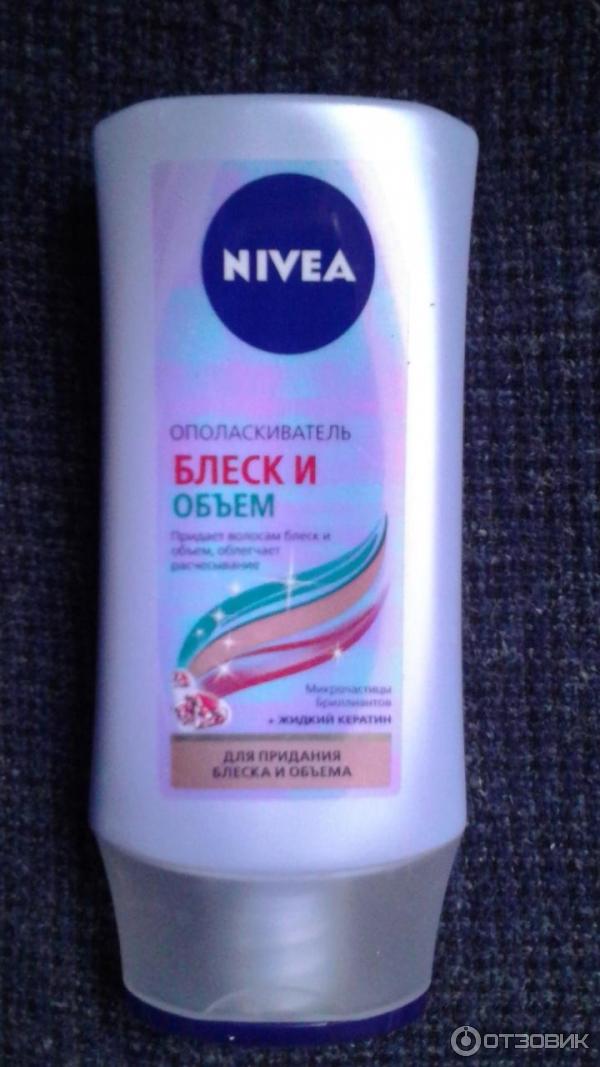 NIVEA
ОПОЛАСКИВАТЕЛЬ
БЛЕСК И
ОБЪЕМ
Придает волосам блеск и
объем, облегчает
расчесывание
Микрочастицы
Бриллиантов
+ ЖИДКИЙ КЕРАТИН
ДЛЯ ПРИДАНИЯ
БЛЕСКА И ОБЪЕМА
ОТЗОВИК